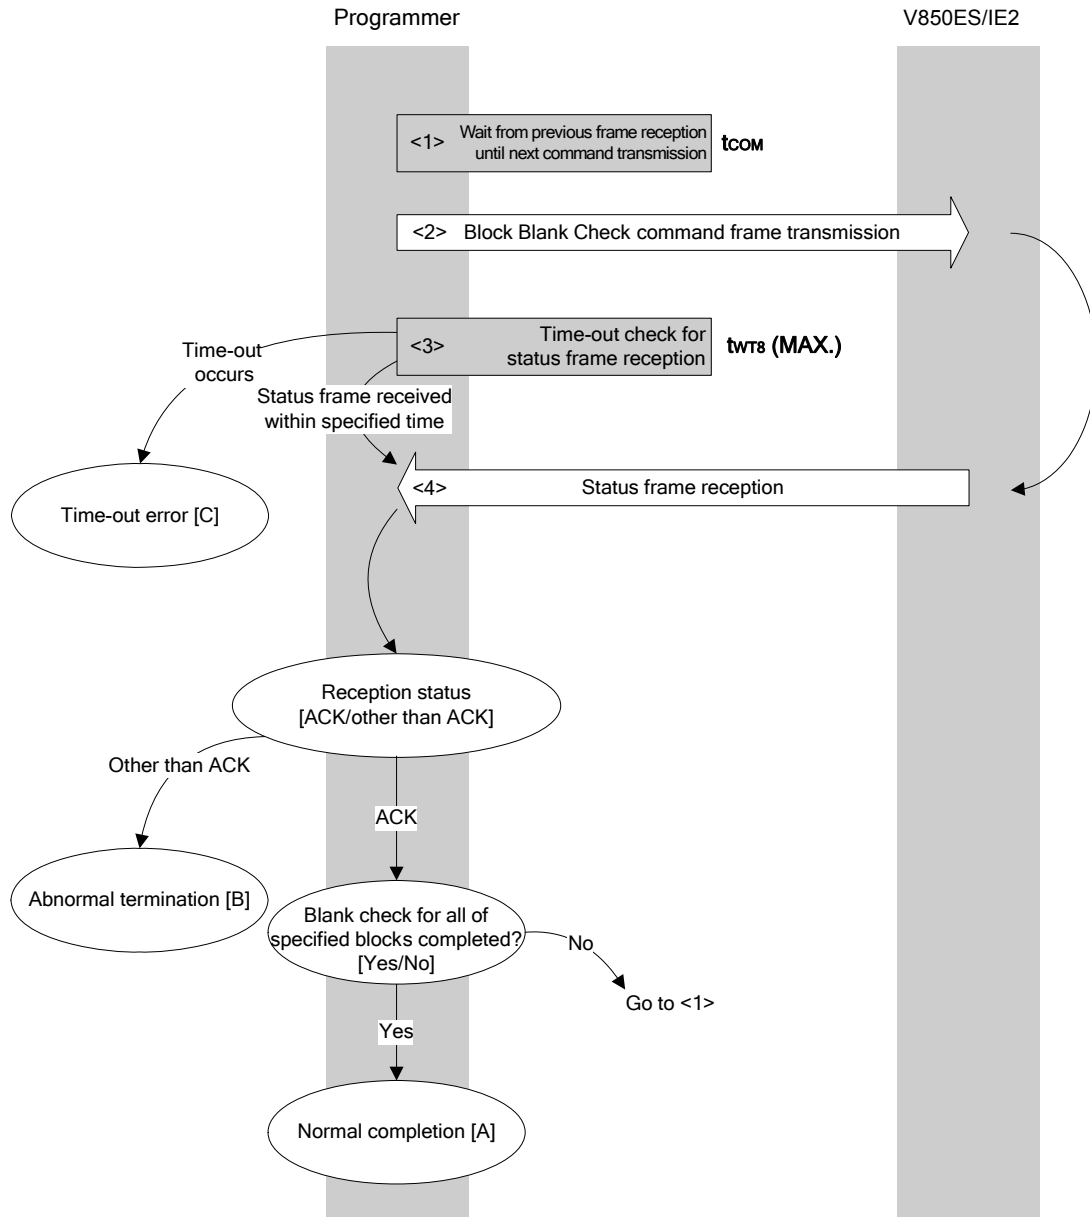 Programmer
V850ES/IE2
<1> Wait from previous frame reception
until next command transmission
tCOM
<2> Block Blank Check command frame transmission
<3> Time-out check for
status frame reception
tWT8 (MAX.)
Time-out
occurs
Status frame received
within specified time
<4> Status frame reception
Time-out error [C]
Reception status
[ACK/other than ACK]
Other than ACK
ACK
Abnormal termination [B]
Blank check for all of
specified blocks completed?
[Yes/No]
No
Go to <1>
Yes
Normal completion [A]